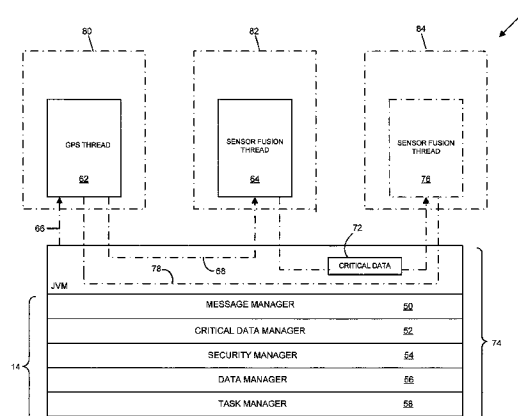 80
82
84
GPS THREAD
62
SENSOR FUSION
THREAD
64
SENSOR FUSION
THREAD
76
66
72
CRITICAL DATA
78
68
JVM
MESSAGE MANAGER 50
CRITICAL DATA MANAGER 52
SECURITY MANAGER 54
DATA MANAGER 56
TASK MANAGER 58
14
74